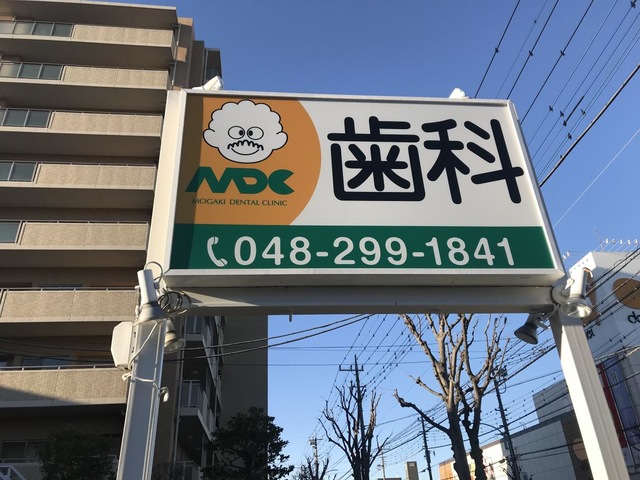 歯科
MDC
MOGAKI DENTAL CLINIC
048-299-1841